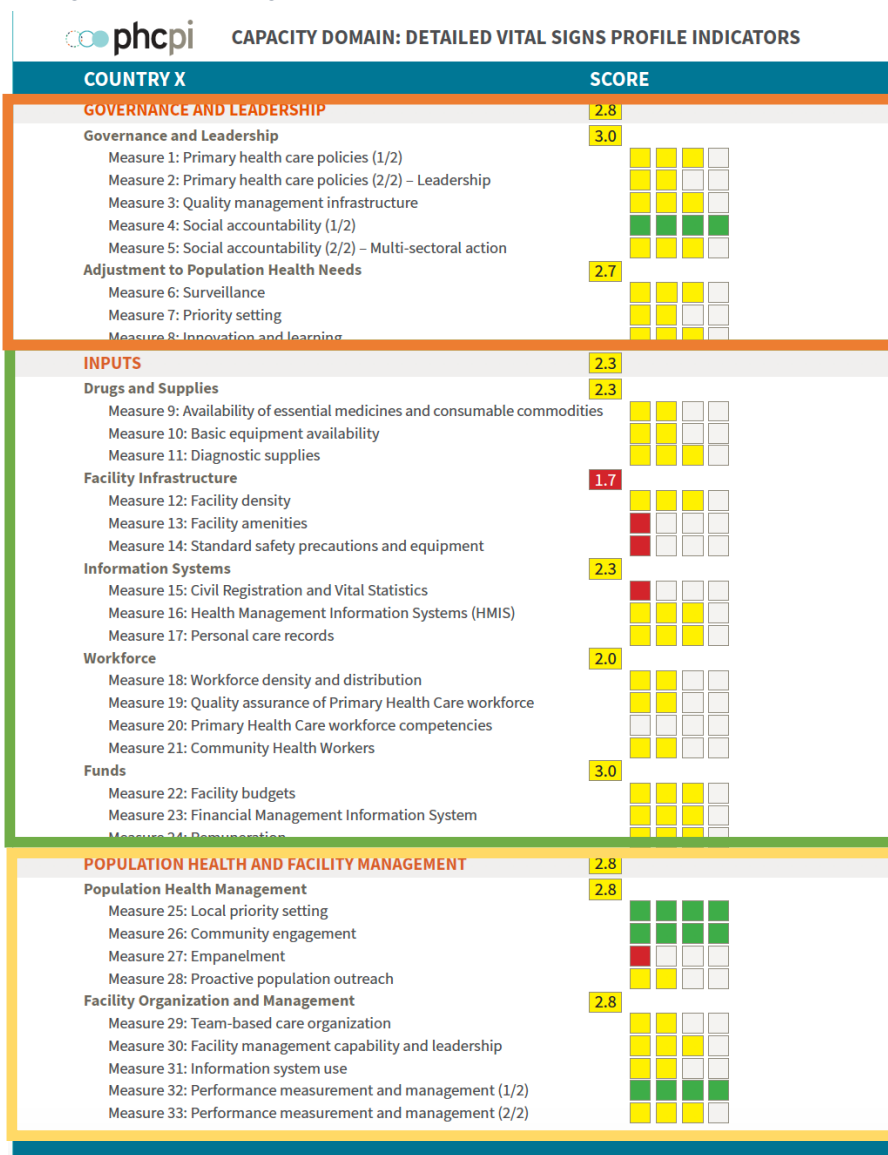 phcpi CAPACITY DOMAIN: DETAILED VITAL SIGNS PROFILE INDICATORS
COUNTRY X SCORE
GOVERNANCE AND LEADERSHIP 2.8
Governance and Leadership 3.0
Measure 1: Primary health care policies (1/2)
Measure 2: Primary health care policies (2/2) – Leadership
Measure 3: Quality management infrastructure
Measure 4: Social accountability (1/2)
Measure 5: Social accountability (2/2) – Multi-sectoral action
Adjustment to Population Health Needs 2.7
Measure 6: Surveillance
Measure 7: Priority setting
Measure 8: Innovation and learning
INPUTS 2.3
Drugs and Supplies 2.3
Measure 9: Availability of essential medicines and consumable commodities
Measure 10: Basic equipment availability
Measure 11: Diagnostic supplies
Facility Infrastructure 1.7
Measure 12: Facility density
Measure 13: Facility amenities
Measure 14: Standard safety precautions and equipment
Information Systems 2.3
Measure 15: Civil Registration and Vital Statistics
Measure 16: Health Management Information Systems (HMIS)
Measure 17: Personal care records
Workforce 2.0
Measure 18: Workforce density and distribution
Measure 19: Quality assurance of Primary Health Care workforce
Measure 20: Primary Health Care workforce competencies
Measure 21: Community Health Workers
Funds 3.0
Measure 22: Facility budgets
Measure 23: Financial Management Information System
Measure 24: Remuneration
POPULATION HEALTH AND FACILITY MANAGEMENT 2.8
Population Health Management 2.8
Measure 25: Local priority setting
Measure 26: Community engagement
Measure 27: Empanelment
Measure 28: Proactive population outreach
Facility Organization and Management 2.8
Measure 29: Team-based care organization
Measure 30: Facility management capability and leadership
Measure 31: Information system use
Measure 32: Performance measurement and management (1/2)
Measure 33: Performance measurement and management (2/2)